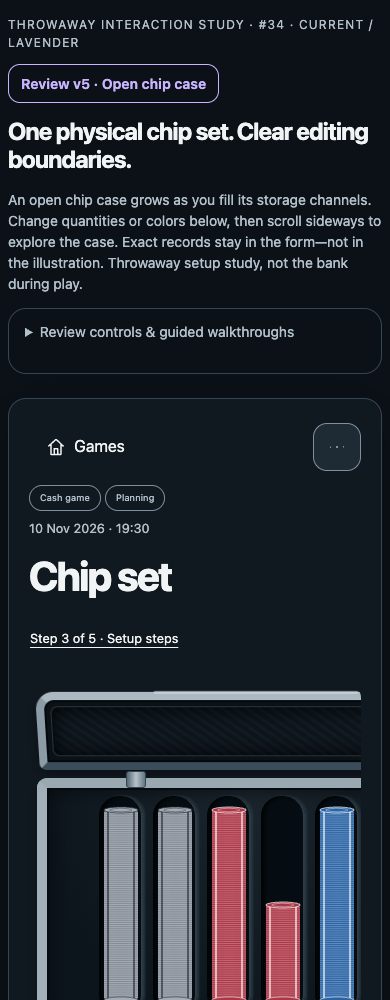 THROWAWAY INTERACTION STUDY · #34 · CURRENT /
LAVENDER
Review v5 · Open chip case
One physical chip set. Clear editing
boundaries.
An open chip case grows as you fill its storage channels.
Change quantities or colors below, then scroll sideways to
explore the case. Exact records stay in the form—not in
the illustration. Throwaway setup study, not the bank
during play.
Review controls & guided walkthroughs
Games
Cash game
Planning
10 Nov 2026 · 19:30
Chip set
Step 3 of 5 · Setup steps